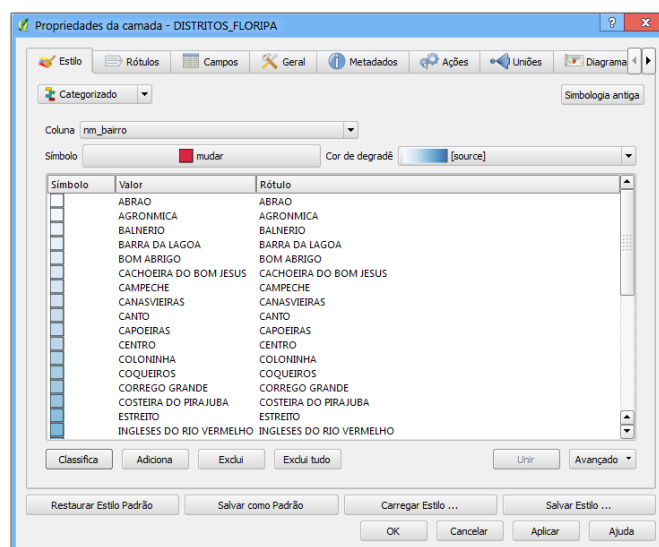 Propriedades da camada - DISTRITOS_FLORIPA
Estilo Rótulos Campos Geral Metadados Ações Uniões Diagrama
Categorizado Simbologia antiga
Coluna nm_bairro
Símbolo mudar Cor de degradê [source]
Símbolo Valor Rótulo
ABRAO ABRAO
AGRONMICA AGRONMICA
BALNERIO BALNERIO
BARRA DA LAGOA BARRA DA LAGOA
BOM ABRIGO BOM ABRIGO
CACHOEIRA DO BOM JESUS CACHOEIRA DO BOM JESUS
CAMPECHE CAMPECHE
CANASVIEIRAS CANASVIEIRAS
CANTO CANTO
CAPOEIRAS CAPOEIRAS
CENTRO CENTRO
COLONINHA COLONINHA
COQUEIROS COQUEIROS
CORREGO GRANDE CORREGO GRANDE
COSTEIRA DO PIRAJUBA COSTEIRA DO PIRAJUBA
ESTREITO ESTREITO
INGLESES DO RIO VERMELHO INGLESES DO RIO VERMELHO
Classifica Adiciona Exclui Exclui tudo Unir Avançado
Restaurar Estilo Padrão Salvar como Padrão Carregar Estilo ... Salvar Estilo ...
OK Cancelar Aplicar Ajuda